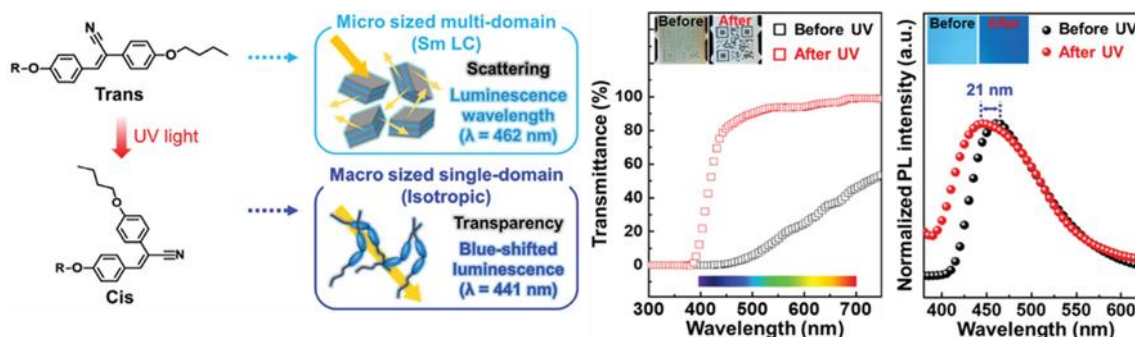 R-O
CN
O
Trans
UV light
O
R-O
CN
Cis
Micro sized multi-domain
(Sm LC)
Scattering
Luminescence
wavelength
(λ = 462 nm)
Macro sized single-domain
(Isotropic)
Transparency
Blue-shifted
luminescence
(λ = 441 nm)
Before After
Before UV
After UV
Transmittance (%)
100
80
60
40
20
0
300 400 500 600 700
Wavelength (nm)
Before After
Before UV
After UV
21 nm
Normalized PL intensity (a.u.)
400 450 500 550 600
Wavelength (nm)